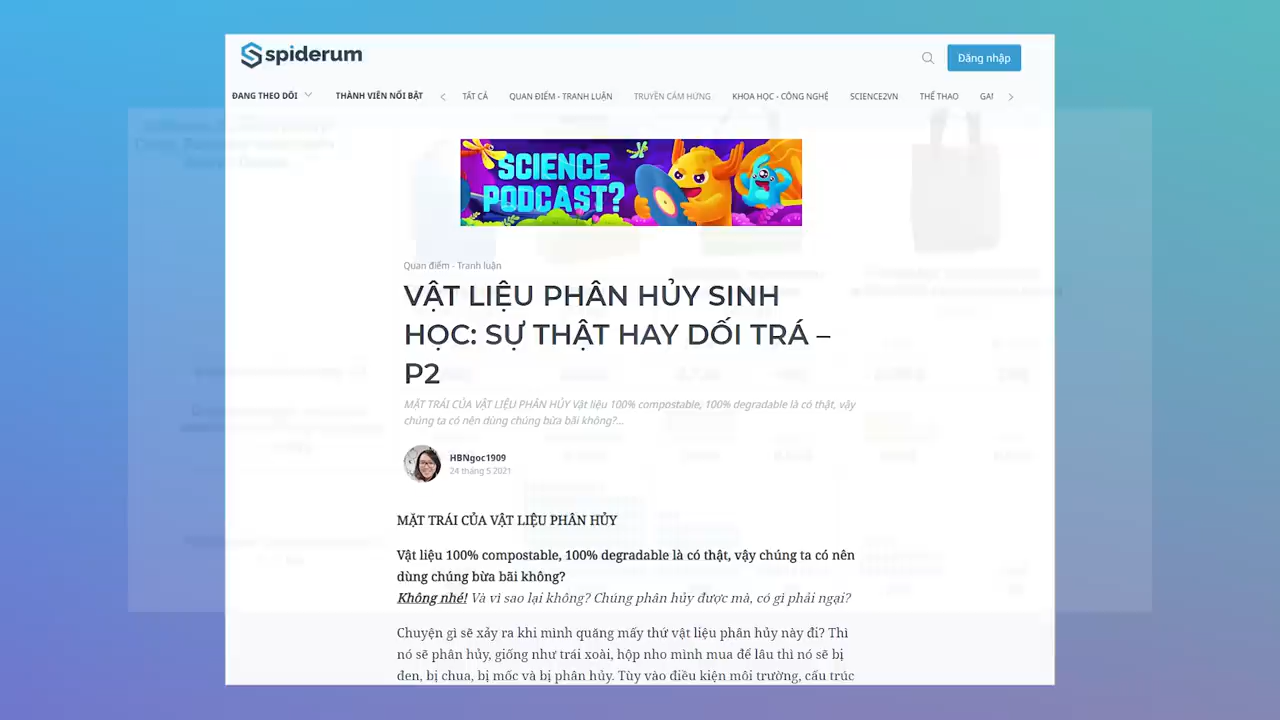 spiderum
Đăng nhập
ĐANG THEO DÕI
THÀNH VIÊN NỔI BẬT
TẤT CẢ
QUAN ĐIỂM - TRANH LUẬN
TRUYỀN CẢM HỨNG
KHOA HỌC - CÔNG NGHỆ
SCIENCE2VN
THỂ THAO
SCIENCE
PODCAST?
Quan điểm - Tranh luận
VẬT LIỆU PHÂN HỦY SINH
HỌC: SỰ THẬT HAY DỐI TRÁ –
P2
MẶT TRÁI CỦA VẬT LIỆU PHÂN HỦY Vật liệu 100% compostable, 100% degradable là có thật, vậy
chúng ta có nên dùng chúng bừa bãi không?...
HBNgoc1909
24 tháng 5 2021
MẶT TRÁI CỦA VẬT LIỆU PHÂN HỦY
Vật liệu 100% compostable, 100% degradable là có thật, vậy chúng ta có nên
dùng chúng bừa bãi không?
Không nhé! Và vì sao lại không? Chúng phân hủy được mà, có gì phải ngại?
Chuyện gì sẽ xảy ra khi mình quăng mấy thứ vật liệu phân hủy này đi? Thì
nó sẽ phân hủy, giống như trái xoài, hộp nho mình mua để lâu thì nó sẽ bị
đen, bị chua, bị mốc và bị phân hủy. Tùy vào điều kiện môi trường, cấu trúc